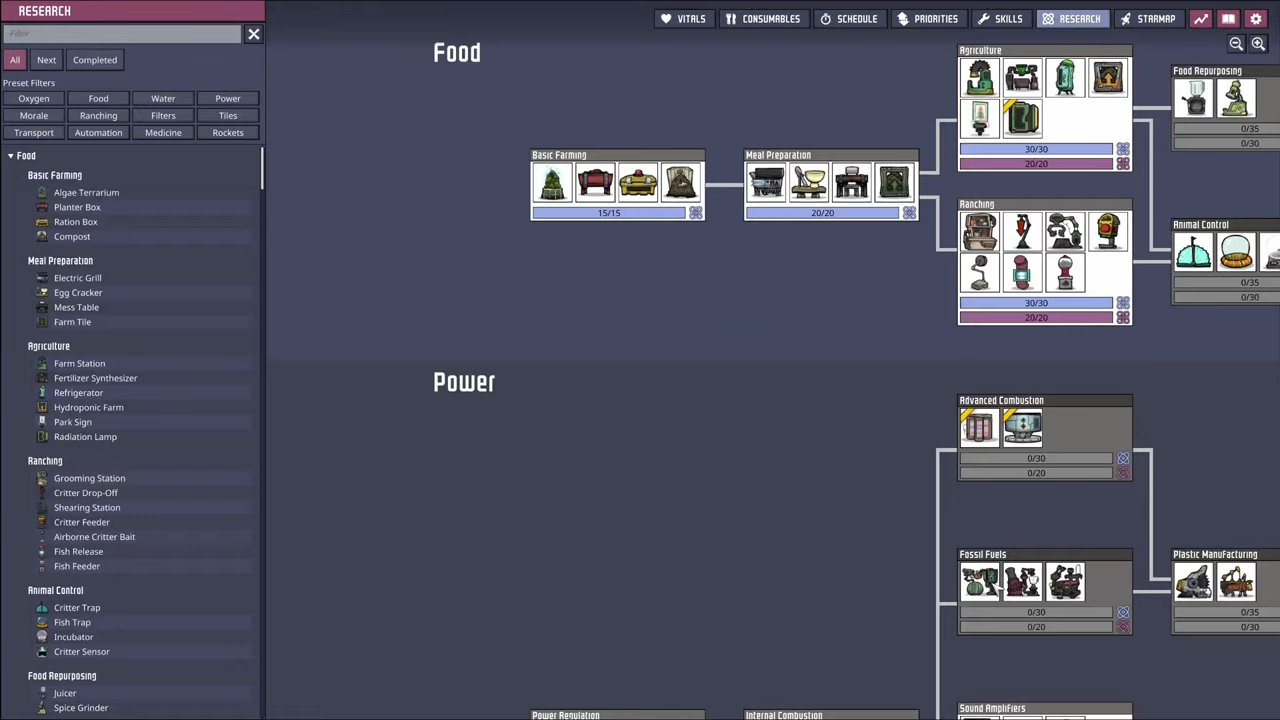 RESEARCH
VITALS
CONSUMABLES
SCHEDULE
PRIORITIES
SKILLS
RESEARCH
STARMAP
Filter
All
Next
Completed
Preset Filters
Oxygen
Food
Water
Power
Morale
Ranching
Filters
Tiles
Transport
Automation
Medicine
Rockets
Food
Basic Farming
Algae Terrarium
Planter Box
Ration Box
Compost
Meal Preparation
Electric Grill
Egg Cracker
Mess Table
Farm Tile
Agriculture
Farm Station
Fertilizer Synthesizer
Refrigerator
Hydroponic Farm
Park Sign
Radiation Lamp
Ranching
Grooming Station
Critter Drop-Off
Shearing Station
Critter Feeder
Airborne Critter Bait
Fish Release
Fish Feeder
Animal Control
Critter Trap
Fish Trap
Incubator
Critter Sensor
Food Repurposing
Juicer
Spice Grinder
Food
Basic Farming
15/15
Meal Preparation
20/20
Agriculture
30/30
20/20
Ranching
30/30
20/20
Food Repurposing
0/35
0/30
Animal Control
0/35
0/30
Power
Advanced Combustion
0/30
0/20
Fossil Fuels
0/30
0/20
Plastic Manufacturing
0/35
0/30
Sound Amplifiers
Power Regulation
Internal Combustion